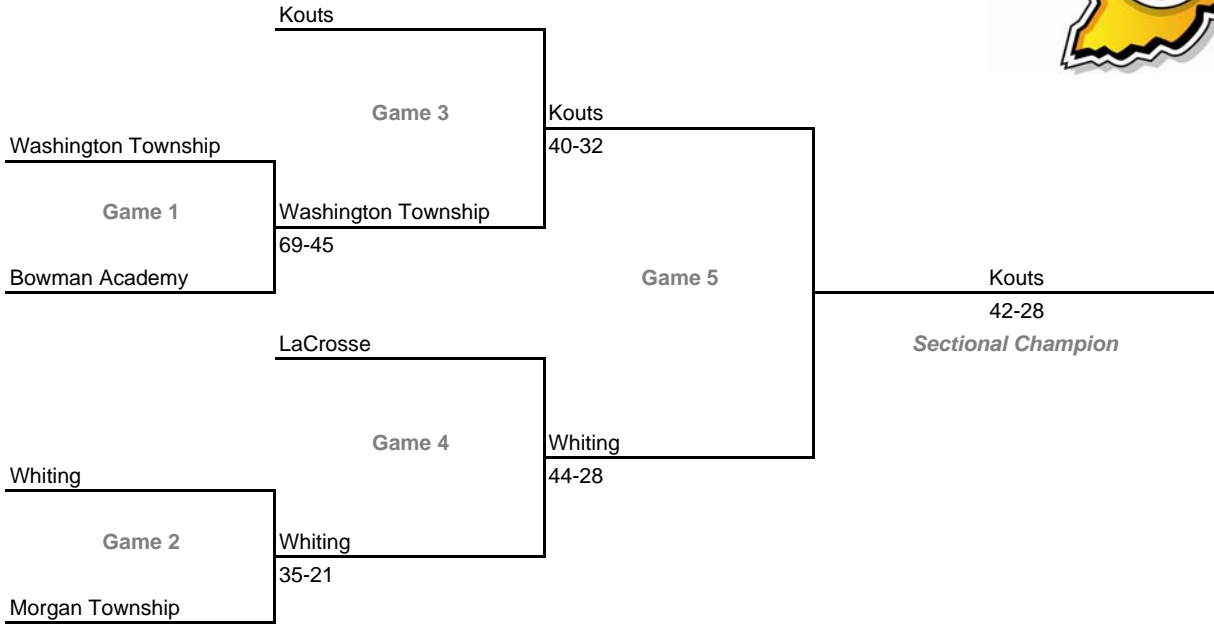 Kouts
Game 3
Kouts
Washington Township
40-32
Game 1
Washington Township
69-45
Bowman Academy
Game 5
Kouts
42-28
LaCrosse
Sectional Champion
Game 4
Whiting
Whiting
44-28
Game 2
Whiting
35-21
Morgan Township